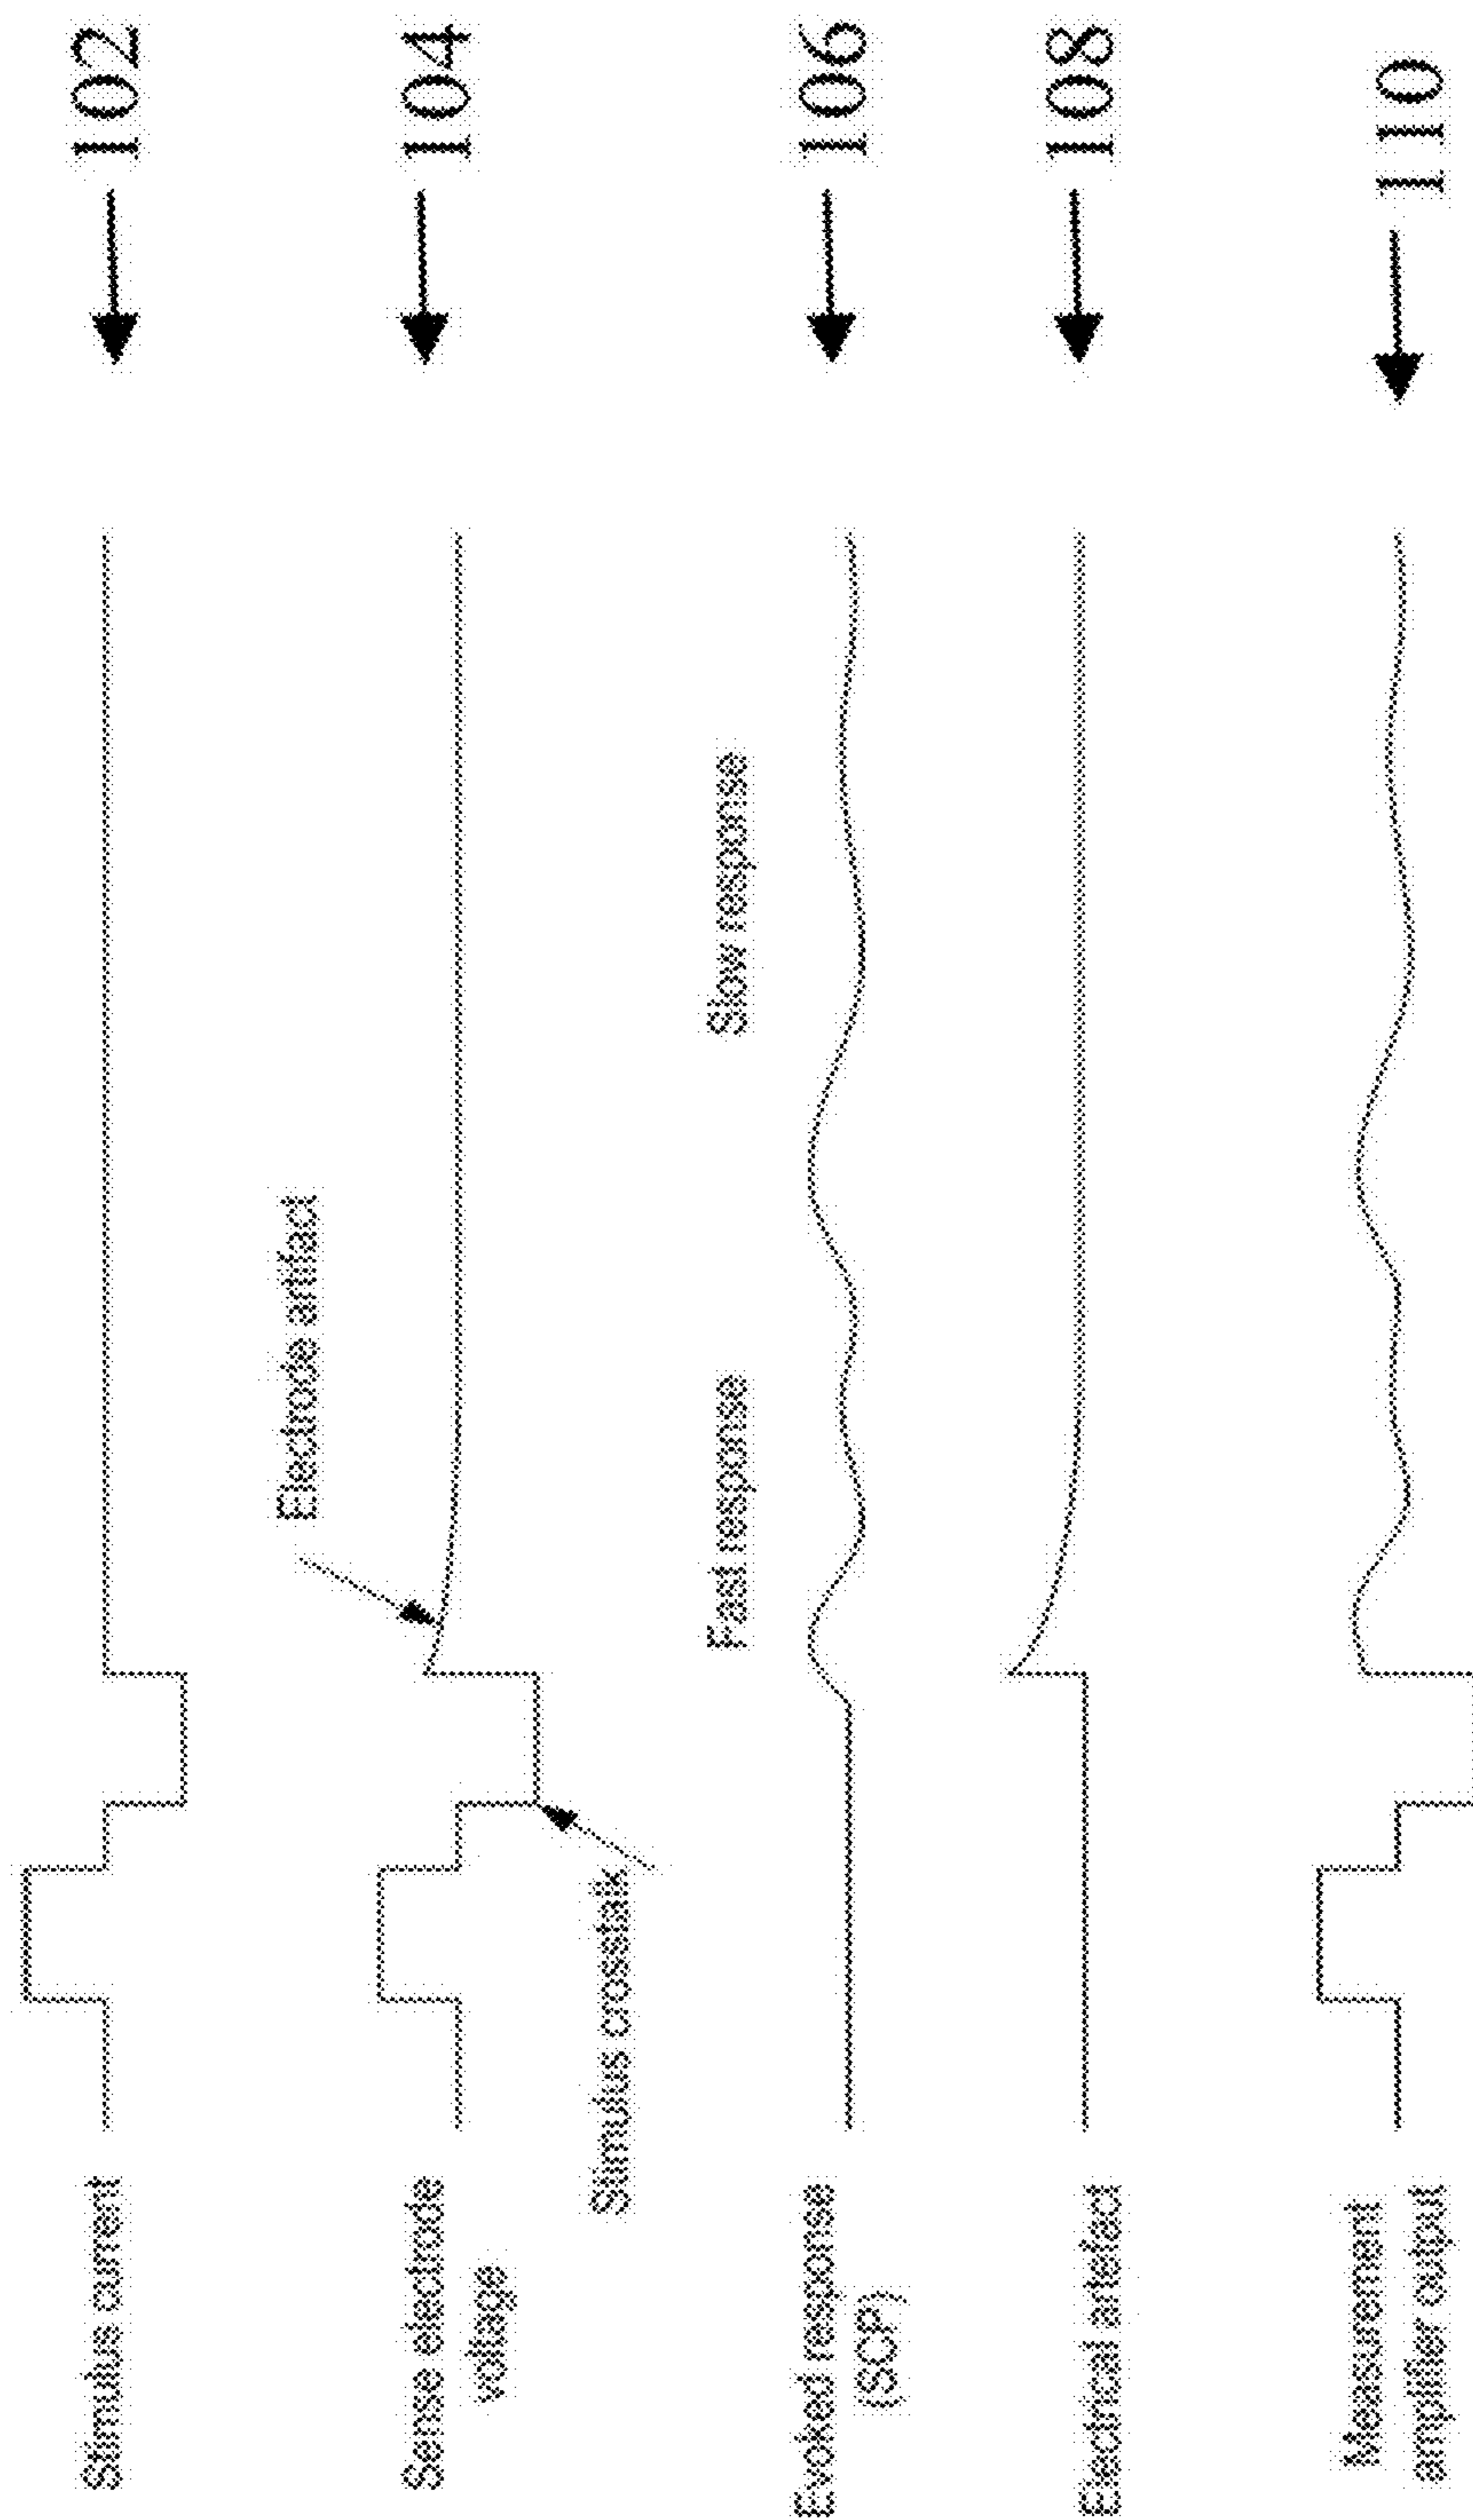 Stimulus current
102
Electrode artifact
Sense electrode
voltage
104
Stimulus crosstalk
Fast response
Slow response
Evoked response
(SCP)
106
Electrical artefact
108
Measurement
amplifier output
110